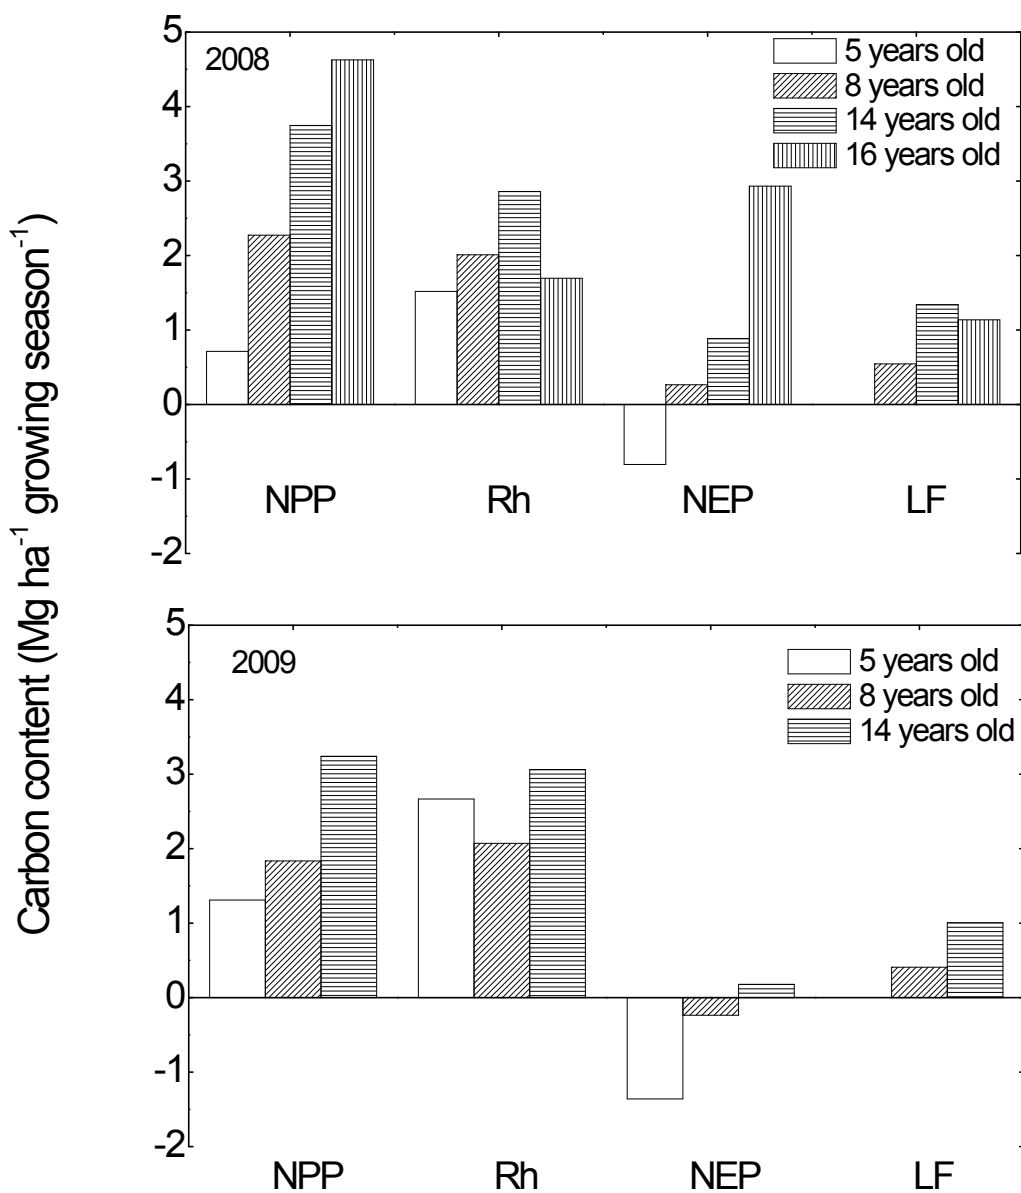 Carbon content (Mg ha⁻¹ growing season⁻¹)
2008
5 years old
8 years old
14 years old
16 years old
5
4
3
2
1
0
-1
-2
NPP Rh NEP LF
2009
5 years old
8 years old
14 years old
5
4
3
2
1
0
-1
-2
NPP Rh NEP LF